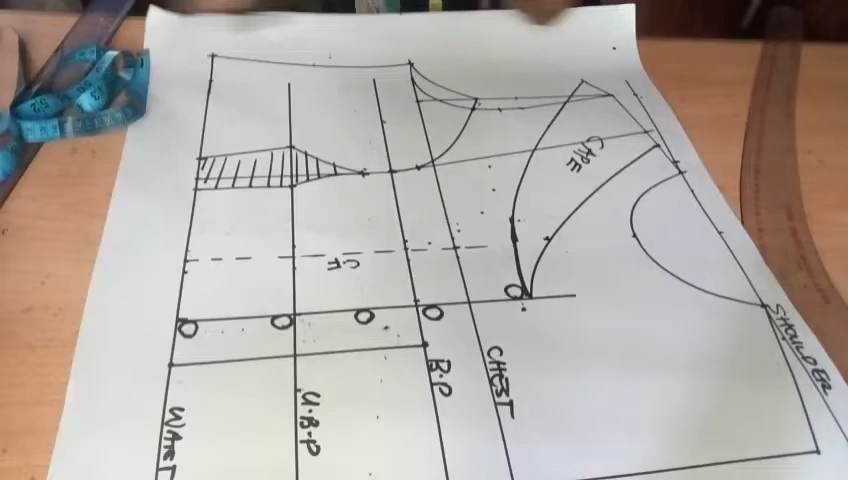 CAPE
C.F
SHOULDER
CHEST
B.P
U.B.P
WAIST